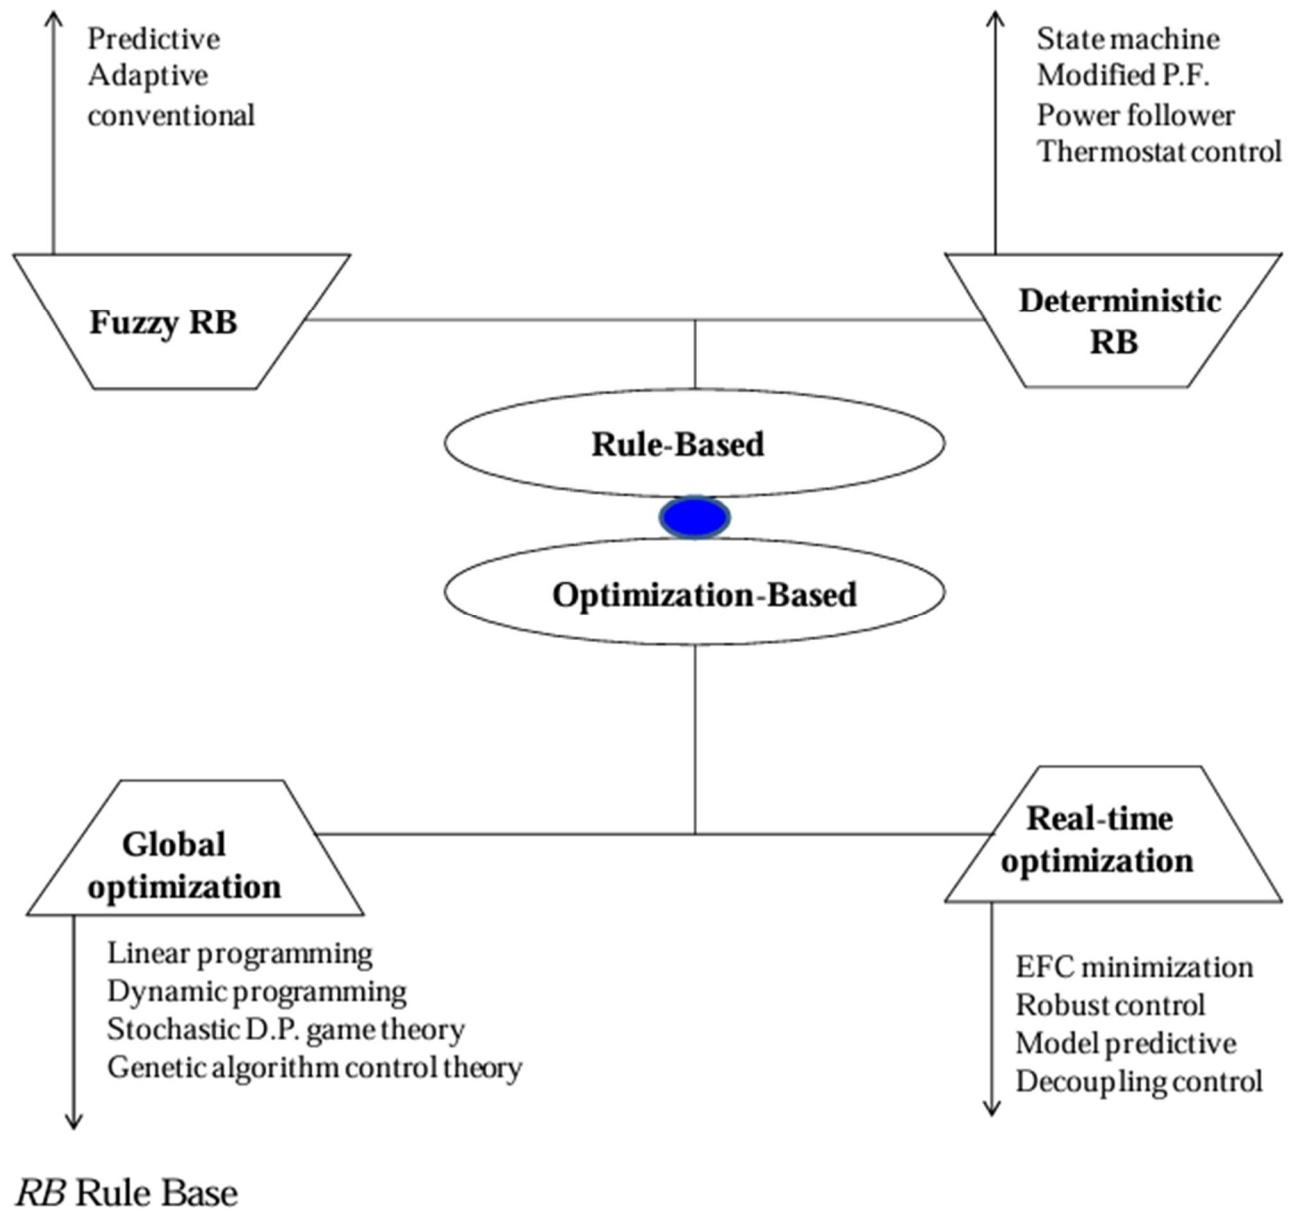 Predictive
Adaptive
conventional
State machine
Modified P.F.
Power follower
Thermostat control
Fuzzy RB
Deterministic
RB
Rule-Based
Optimization-Based
Global
optimization
Real-time
optimization
Linear programming
Dynamic programming
Stochastic D.P. game theory
Genetic algorithm control theory
EFC minimization
Robust control
Model predictive
Decoupling control
RB Rule Base